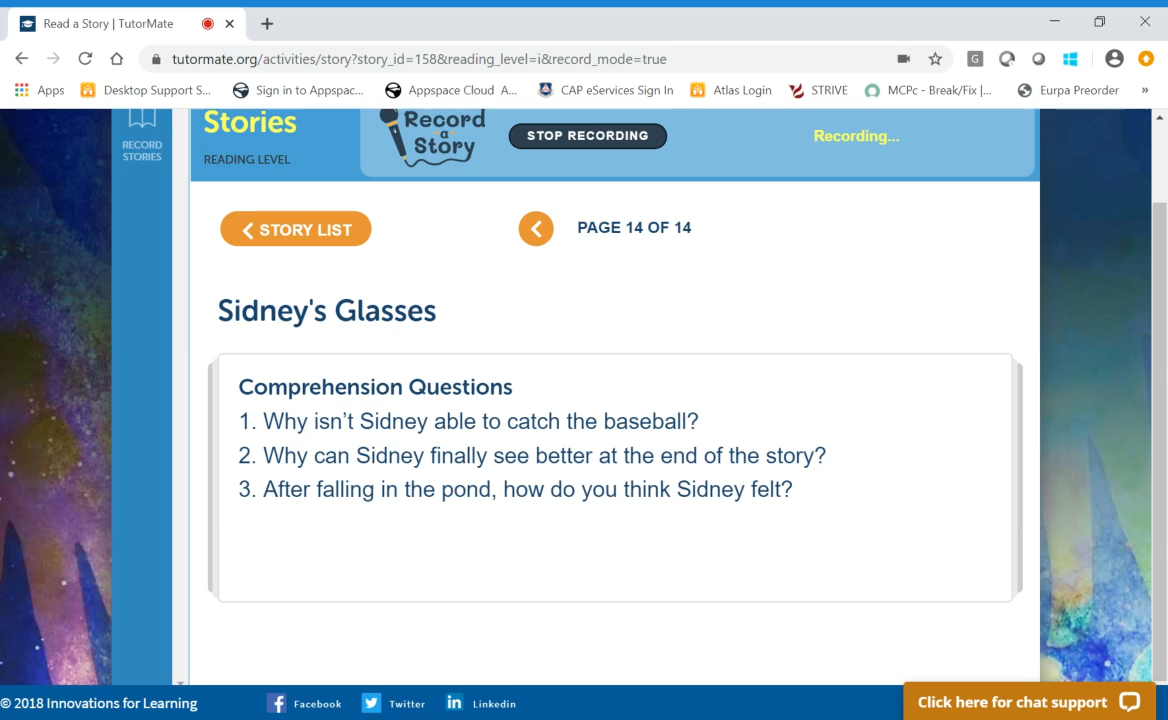 Read a Story | TutorMate
tutormate.org/activities/story?story_id=158&reading_level=i&record_mode=true
G
Apps Desktop Support S... Sign in to Appspac... Appspace Cloud A... CAP eServices Sign In Atlas Login STRIVE MCPc - Break/Fix |... Eurpa Preorder »
RECORD
STORIES
Stories
READING LEVEL
Record
a
Story
STOP RECORDING
Recording...
STORY LIST
PAGE 14 OF 14
Sidney's Glasses
Comprehension Questions
1. Why isn’t Sidney able to catch the baseball?
2. Why can Sidney finally see better at the end of the story?
3. After falling in the pond, how do you think Sidney felt?
© 2018 Innovations for Learning
f Facebook Twitter in Linkedin
Click here for chat support